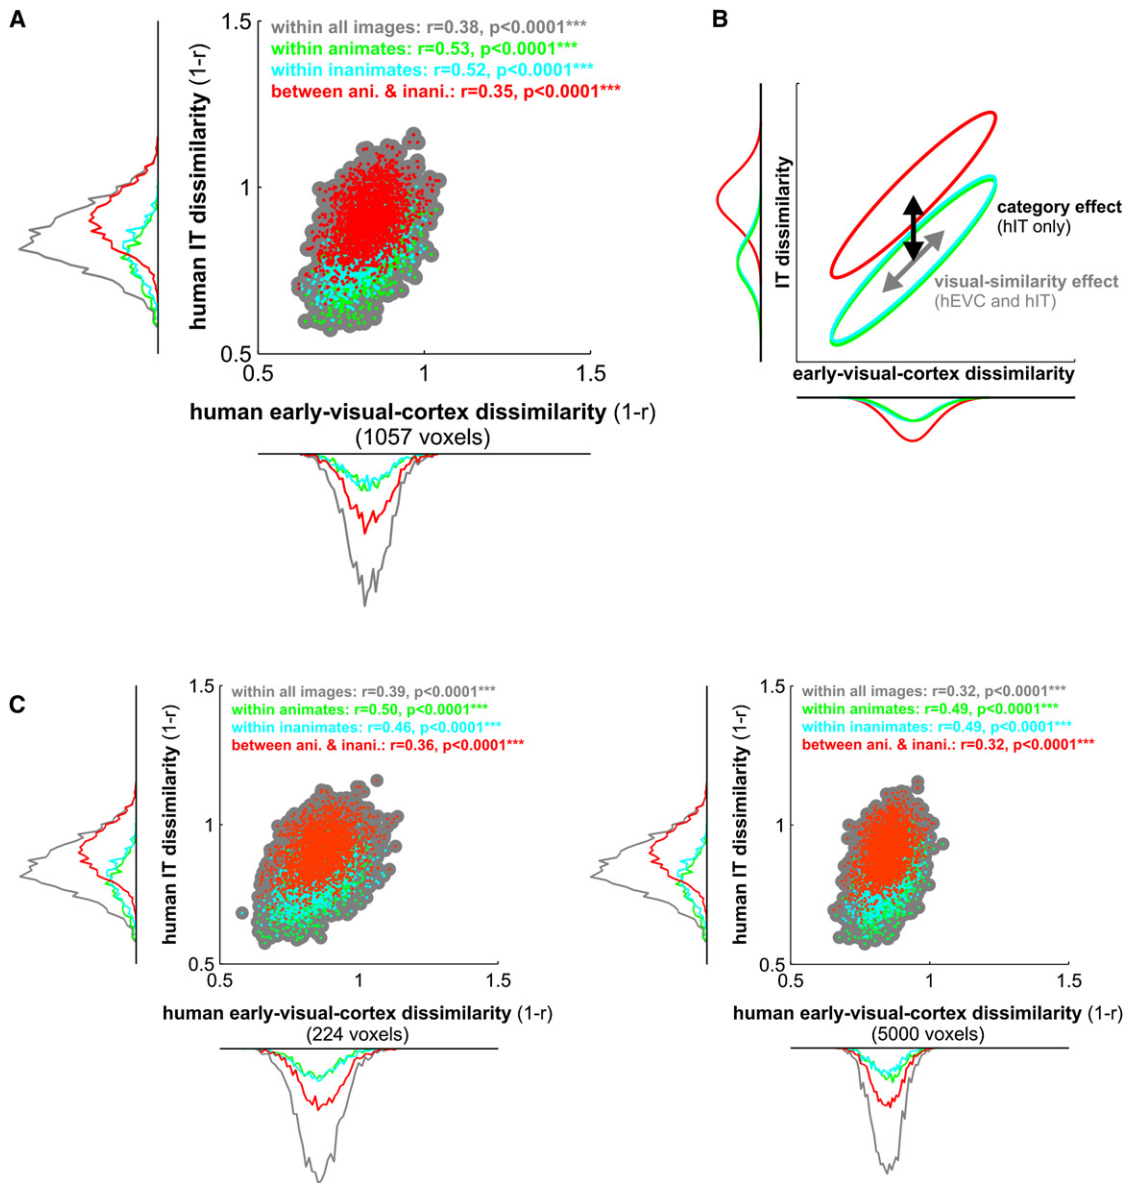 A
within all images: r=0.38, p<0.0001***
within animates: r=0.53, p<0.0001***
within inanimates: r=0.52, p<0.0001***
between ani. & inani.: r=0.35, p<0.0001***
human IT dissimilarity (1-r)
1.5
1
0.5
0.5
1
1.5
human early-visual-cortex dissimilarity (1-r)
(1057 voxels)
B
IT dissimilarity
category effect
(hIT only)
visual-similarity effect
(hEVC and hIT)
early-visual-cortex dissimilarity
C
within all images: r=0.39, p<0.0001***
within animates: r=0.50, p<0.0001***
within inanimates: r=0.46, p<0.0001***
between ani. & inani.: r=0.36, p<0.0001***
human IT dissimilarity (1-r)
1.5
1
0.5
0.5
1
1.5
human early-visual-cortex dissimilarity (1-r)
(224 voxels)
within all images: r=0.32, p<0.0001***
within animates: r=0.49, p<0.0001***
within inanimates: r=0.49, p<0.0001***
between ani. & inani.: r=0.32, p<0.0001***
human IT dissimilarity (1-r)
1.5
1
0.5
0.5
1
1.5
human early-visual-cortex dissimilarity (1-r)
(5000 voxels)